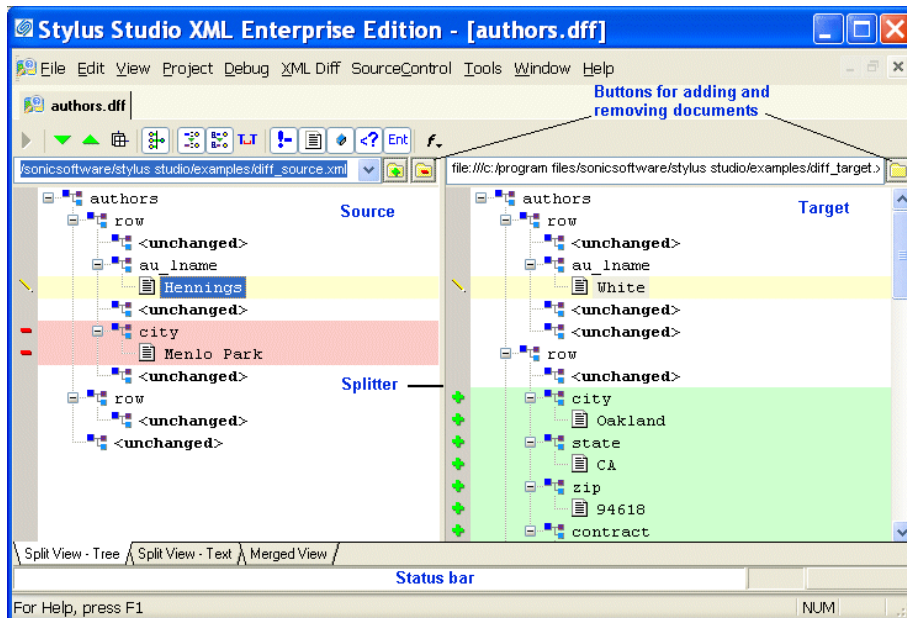 Stylus Studio XML Enterprise Edition - [authors.dff]
File Edit View Project Debug XML Diff SourceControl Tools Window Help
Buttons for adding and
removing documents
authors.dff
<? Ent f
/sonicsoftware/stylus studio/examples/diff_source.xml
file:///c:/program files/sonicsoftware/stylus studio/examples/diff_target.
Source
authors
row
<unchanged>
au_lname
Hennings
<unchanged>
city
Menlo Park
<unchanged>
row
<unchanged>
<unchanged>
Splitter
Target
authors
row
<unchanged>
au_lname
White
<unchanged>
<unchanged>
row
<unchanged>
city
Oakland
state
CA
zip
94618
contract
Split View - Tree Split View - Text Merged View
Status bar
For Help, press F1 NUM